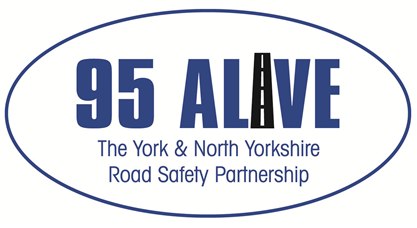 95 ALIVE
The York & North Yorkshire
Road Safety Partnership